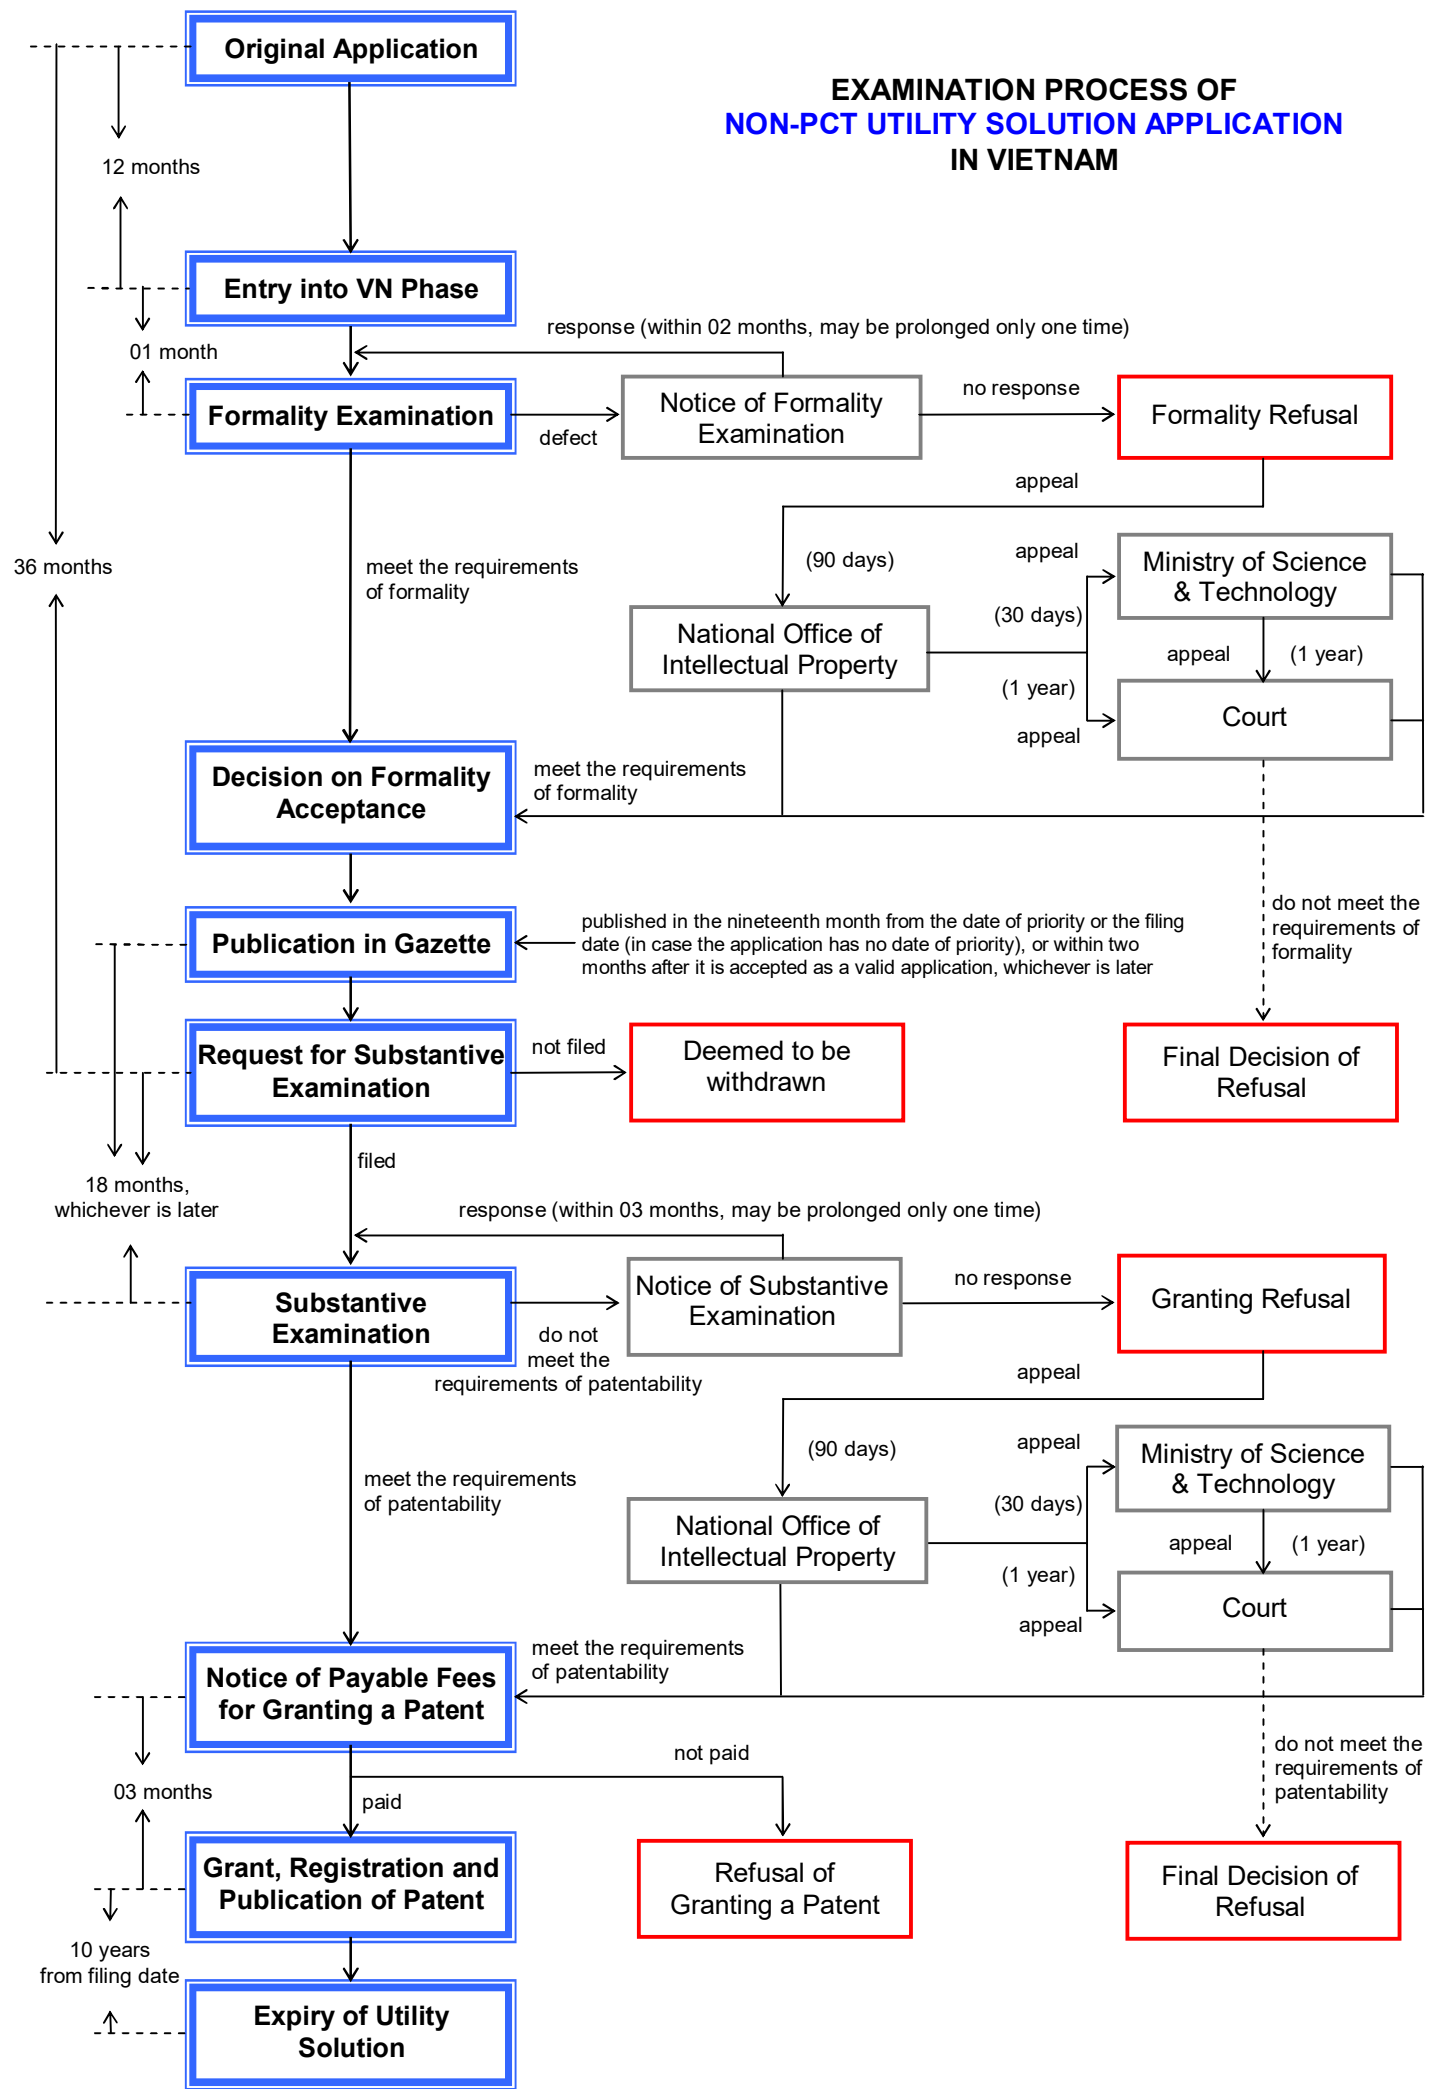 Original Application
EXAMINATION PROCESS OF
NON-PCT UTILITY SOLUTION APPLICATION
IN VIETNAM
12 months
Entry into VN Phase
response (within 02 months, may be prolonged only one time)
01 month
Formality Examination
defect
Notice of Formality
Examination
no response
Formality Refusal
appeal
36 months
meet the requirements
of formality
(90 days)
appeal
Ministry of Science
& Technology
(30 days)
National Office of
Intellectual Property
appeal
(1 year)
(1 year)
appeal
Court
Decision on Formality
Acceptance
meet the requirements
of formality
do not meet the
requirements of
formality
Publication in Gazette
published in the nineteenth month from the date of priority or the filing
date (in case the application has no date of priority), or within two
months after it is accepted as a valid application, whichever is later
Request for Substantive
Examination
not filed
Deemed to be
withdrawn
Final Decision of
Refusal
filed
18 months,
whichever is later
response (within 03 months, may be prolonged only one time)
Substantive
Examination
do not
meet the
requirements of patentability
Notice of Substantive
Examination
no response
Granting Refusal
appeal
meet the requirements
of patentability
(90 days)
appeal
Ministry of Science
& Technology
(30 days)
National Office of
Intellectual Property
appeal
(1 year)
(1 year)
appeal
Court
Notice of Payable Fees
for Granting a Patent
meet the requirements
of patentability
do not meet the
requirements of
patentability
not paid
03 months
paid
Grant, Registration and
Publication of Patent
Refusal of
Granting a Patent
Final Decision of
Refusal
10 years
from filing date
Expiry of Utility
Solution